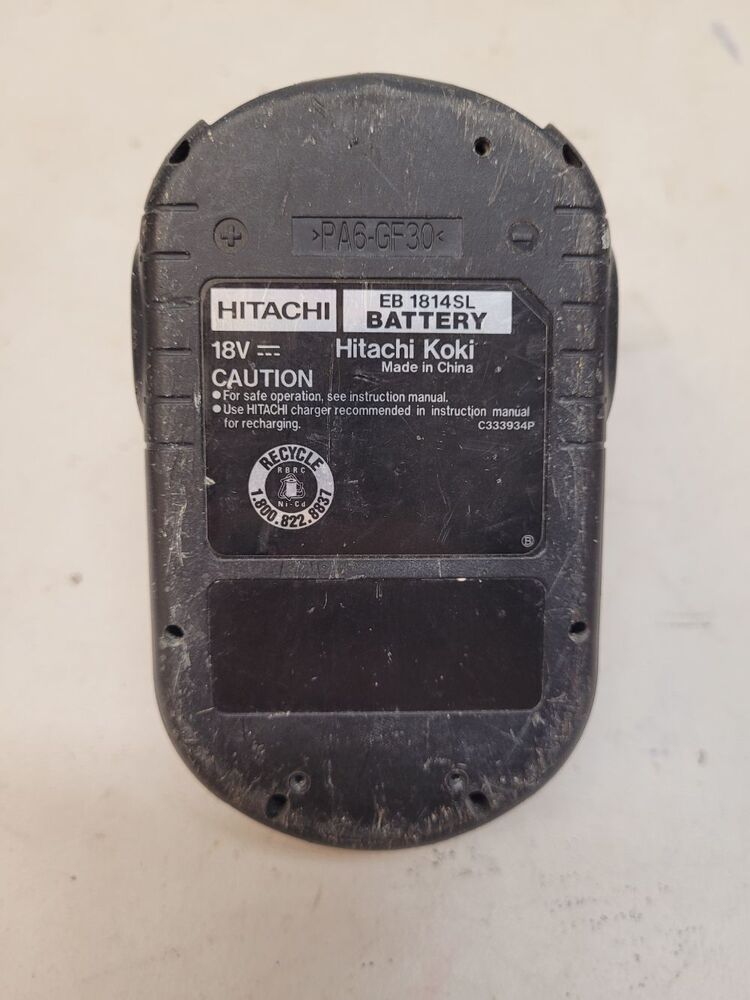 >PA6-GF30<
HITACHI
EB 1814SL
BATTERY
18V
Hitachi Koki
Made in China
CAUTION
●For safe operation, see instruction manual.
●Use HITACHI charger recommended in instruction manual
for recharging.
C333934P
RECYCLE
RBRC
Ni-Cd
1.800.822.8837
B